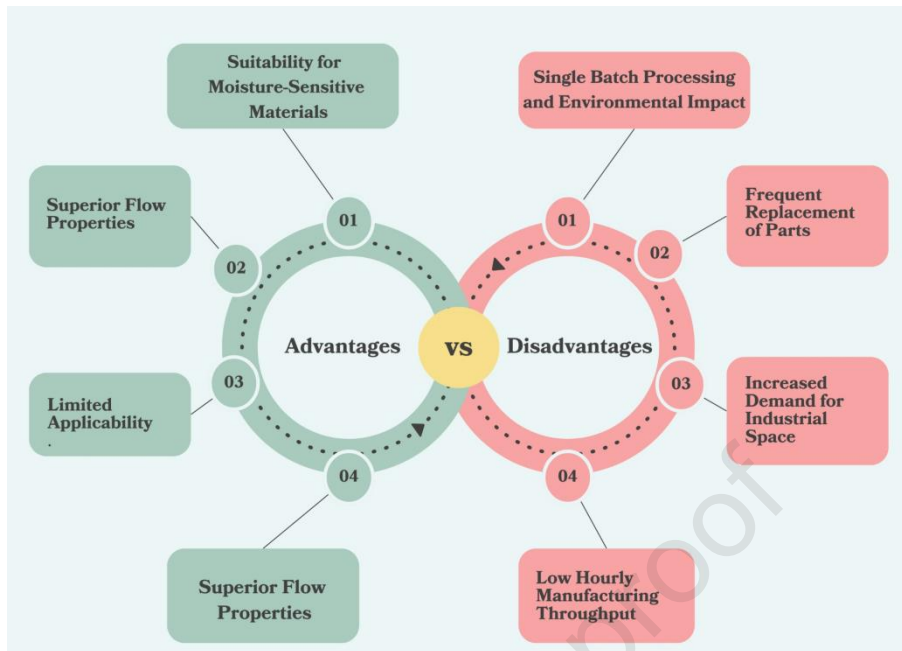 Suitability for
Moisture-Sensitive
Materials
Single Batch Processing
and Environmental Impact
Superior Flow
Properties
Frequent
Replacement
of Parts
01
01
02
02
Advantages
vs
Disadvantages
03
03
Limited
Applicability
.
Increased
Demand for
Industrial
Space
04
04
Superior Flow
Properties
Low Hourly
Manufacturing
Throughput
proof